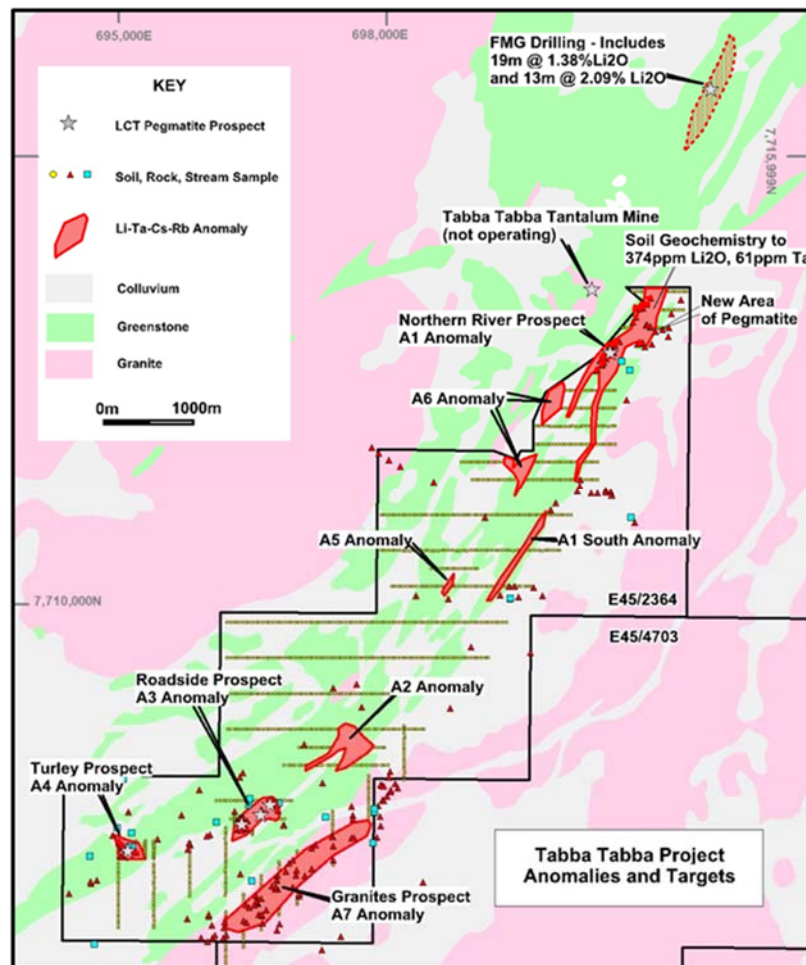 695,000E
698,000E
FMG Drilling - Includes
19m @ 1.38%Li2O
and 13m @ 2.09% Li2O
KEY
LCT Pegmatite Prospect
Soil, Rock, Stream Sample
Li-Ta-Cs-Rb Anomaly
Colluvium
Greenstone
Granite
0m 1000m
7,715,999N
Tabba Tabba Tantalum Mine
(not operating)
Soil Geochemistry to
374ppm Li2O, 61ppm Ta
New Area
of Pegmatite
Northern River Prospect
A1 Anomaly
A6 Anomaly
A5 Anomaly
A1 South Anomaly
7,710,000N
E45/2364
E45/4703
Roadside Prospect
A3 Anomaly
A2 Anomaly
Turley Prospect
A4 Anomaly
Granites Prospect
A7 Anomaly
Tabba Tabba Project
Anomalies and Targets